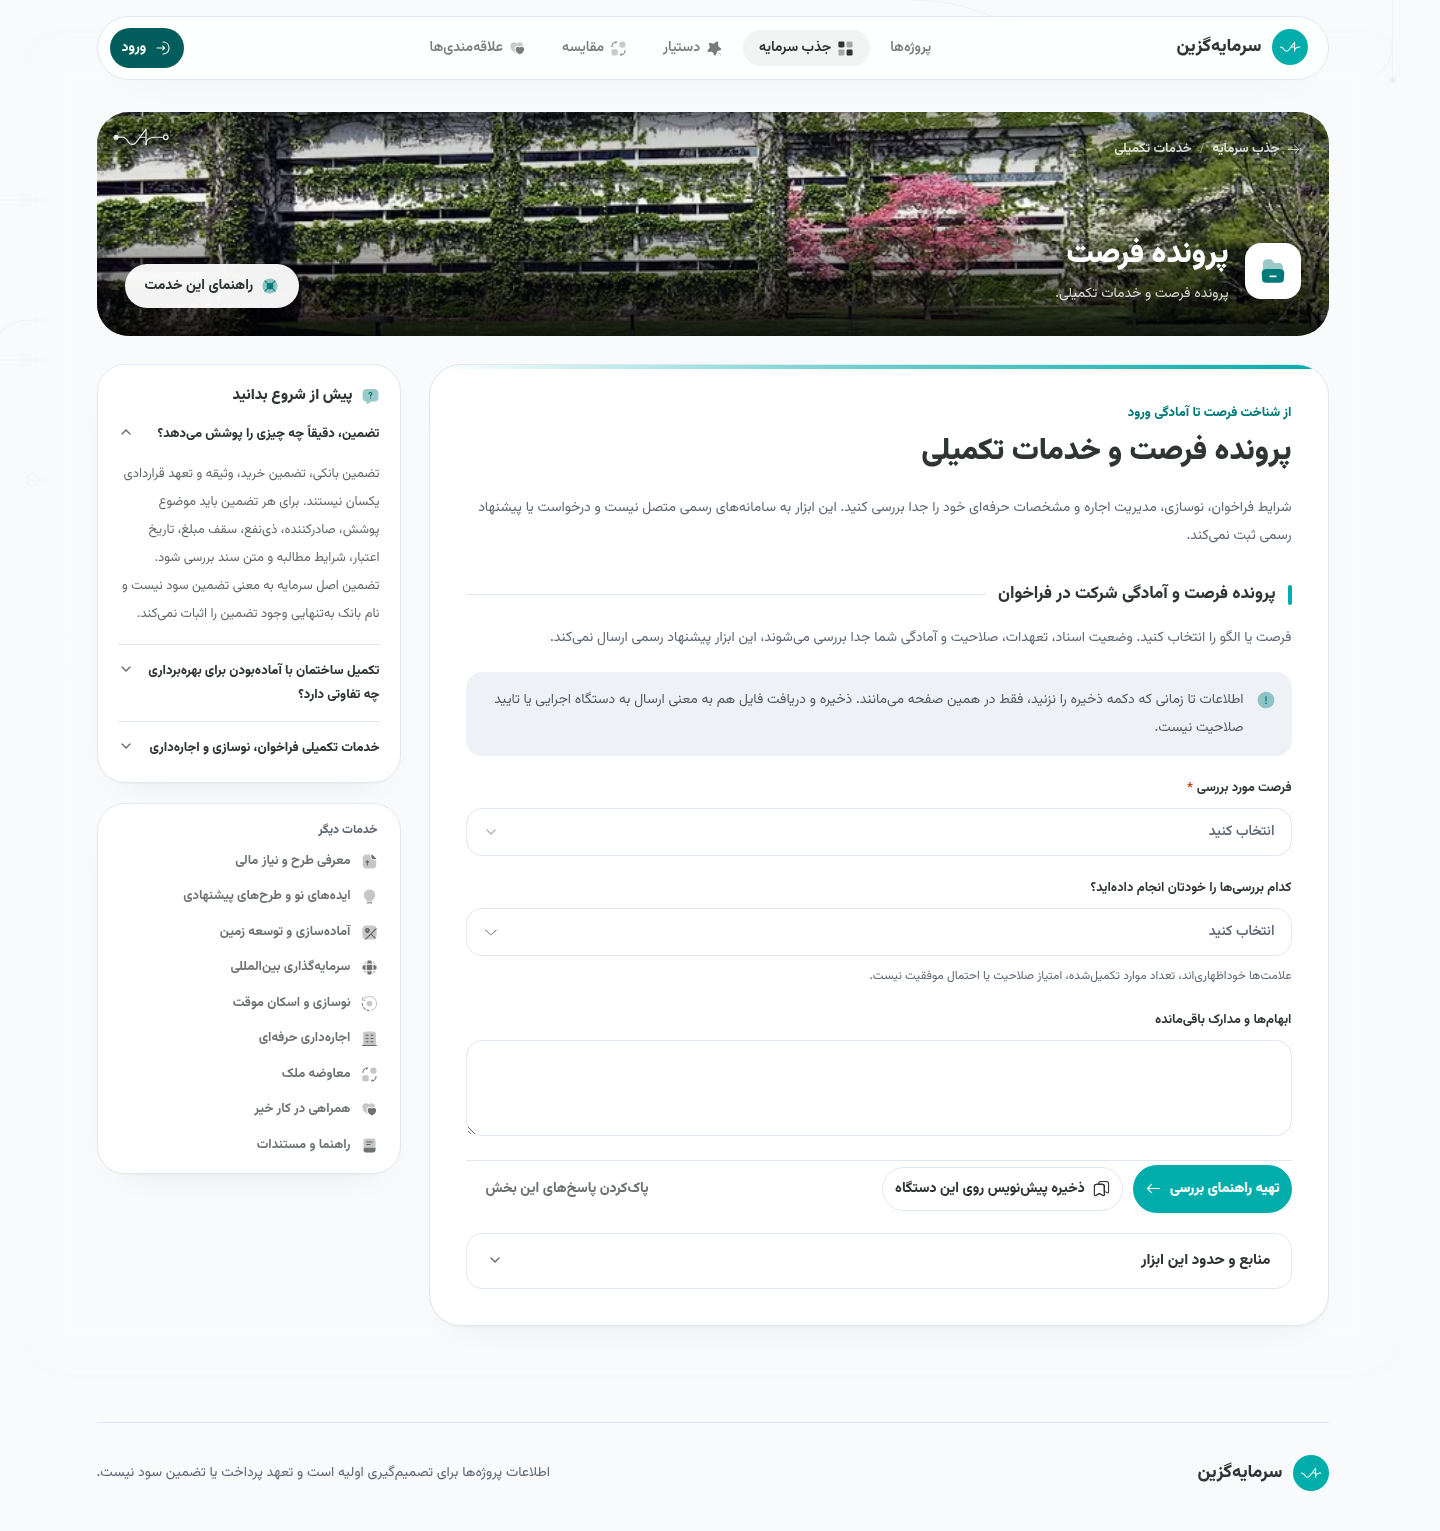 سرمایه‌گزین
پروژه‌ها
جذب سرمایه
دستیار
مقایسه
علاقه‌مندی‌ها
ورود
جذب سرمایه / خدمات تکمیلی
پرونده فرصت
پرونده فرصت و خدمات تکمیلی.
راهنمای این خدمت
از شناخت فرصت تا آمادگی ورود
پرونده فرصت و خدمات تکمیلی
شرایط فراخوان، نوسازی، مدیریت اجاره و مشخصات حرفه‌ای خود را جدا بررسی کنید. این ابزار به سامانه‌های رسمی متصل نیست و درخواست یا پیشنهاد
رسمی ثبت نمی‌کند.
پرونده فرصت و آمادگی شرکت در فراخوان
فرصت یا الگو را انتخاب کنید. وضعیت اسناد، تعهدات، صلاحیت و آمادگی شما جدا بررسی می‌شوند، این ابزار پیشنهاد رسمی ارسال نمی‌کند.
اطلاعات تا زمانی که دکمه ذخیره را نزنید، فقط در همین صفحه می‌مانند. ذخیره و دریافت فایل هم به معنی ارسال به دستگاه اجرایی یا تایید
صلاحیت نیست.
فرصت مورد بررسی *
انتخاب کنید
کدام بررسی‌ها را خودتان انجام داده‌اید؟
انتخاب کنید
علامت‌ها خوداظهاری‌اند، تعداد موارد تکمیل‌شده، امتیاز صلاحیت یا احتمال موفقیت نیست.
ابهام‌ها و مدارک باقی‌مانده
تهیه راهنمای بررسی
ذخیره پیش‌نویس روی این دستگاه
پاک‌کردن پاسخ‌های این بخش
منابع و حدود این ابزار
پیش از شروع بدانید
تضمین، دقیقاً چه چیزی را پوشش می‌دهد؟
تضمین بانکی، تضمین خرید، وثیقه و تعهد قراردادی
یکسان نیستند. برای هر تضمین باید موضوع
پوشش، صادرکننده، ذی‌نفع، سقف مبلغ، تاریخ
اعتبار، شرایط مطالبه و متن سند بررسی شود.
تضمین اصل سرمایه به معنی تضمین سود نیست و
نام بانک به‌تنهایی وجود تضمین را اثبات نمی‌کند.
تکمیل ساختمان با آماده‌بودن برای بهره‌برداری
چه تفاوتی دارد؟
خدمات تکمیلی فراخوان، نوسازی و اجاره‌داری
خدمات دیگر
معرفی طرح و نیاز مالی
ایده‌های نو و طرح‌های پیشنهادی
آماده‌سازی و توسعه زمین
سرمایه‌گذاری بین‌المللی
نوسازی و اسکان موقت
اجاره‌داری حرفه‌ای
معاوضه ملک
همراهی در کار خیر
راهنما و مستندات
سرمایه‌گزین
اطلاعات پروژه‌ها برای تصمیم‌گیری اولیه است و تعهد پرداخت یا تضمین سود نیست.